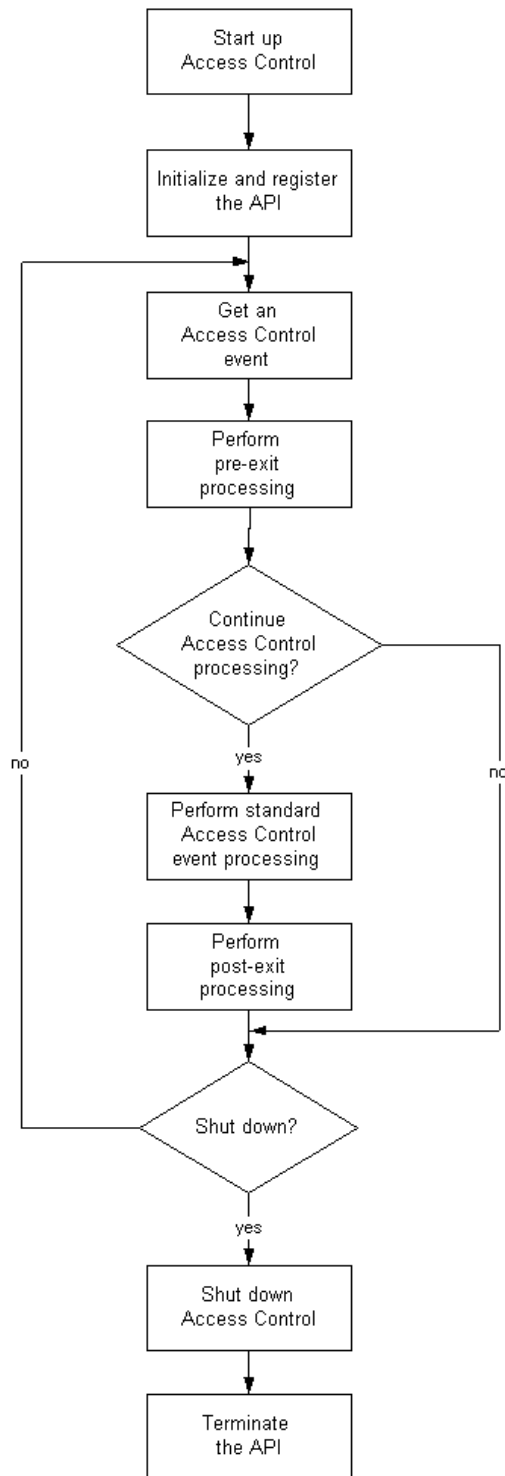 Start up
Access Control
Initialize and register
the API
Get an
Access Control
event
Perform
pre-exit
processing
Continue
Access Control
processing?
no
yes
no
Perform standard
Access Control
event processing
Perform
post-exit
processing
Shut down?
yes
Shut down
Access Control
Terminate
the API